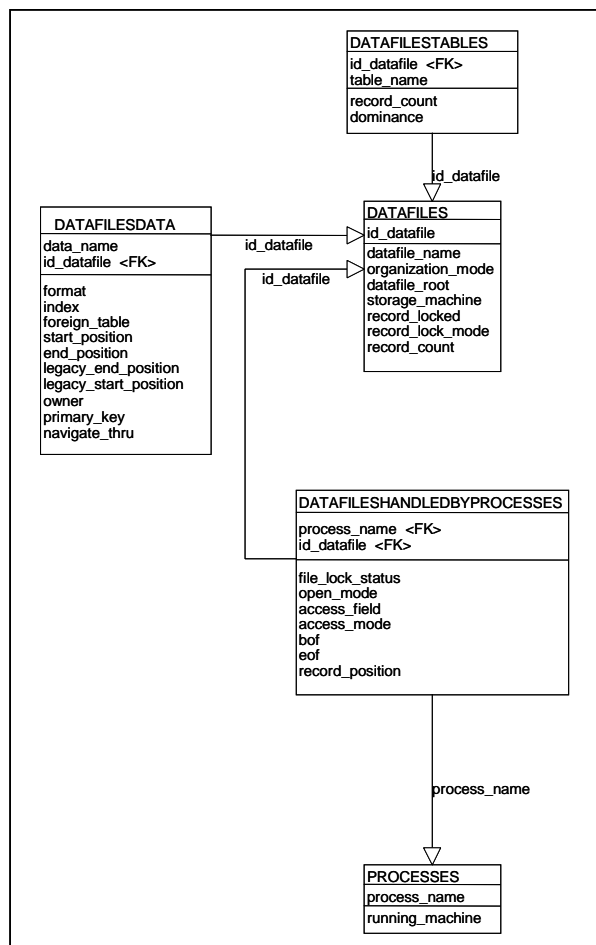 DATAFILESTABLES
id_datafile <FK>
table_name
record_count
dominance
id_datafile
DATAFILES
id_datafile
datafile_name
organization_mode
datafile_root
storage_machine
record_locked
record_lock_mode
record_count
DATAFILESDATA
data_name
id_datafile <FK>
format
index
foreign_table
start_position
end_position
legacy_end_position
legacy_start_position
owner
primary_key
navigate_thru
id_datafile
id_datafile
DATAFILESHANDLEDBYPROCESSES
process_name <FK>
id_datafile <FK>
file_lock_status
open_mode
access_field
access_mode
bof
eof
record_position
process_name
PROCESSES
process_name
running_machine